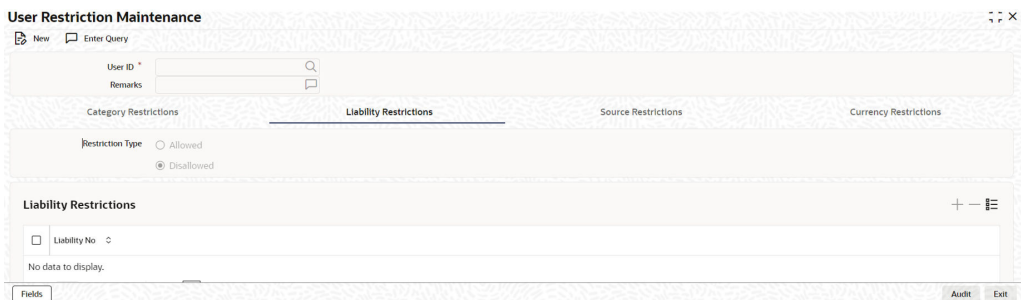 User Restriction Maintenance
New Enter Query
User ID *
Remarks
Category Restrictions Liability Restrictions Source Restrictions Currency Restrictions
Restriction Type Allowed
Disallowed
Liability Restrictions
Liability No
No data to display.
Fields Audit Exit